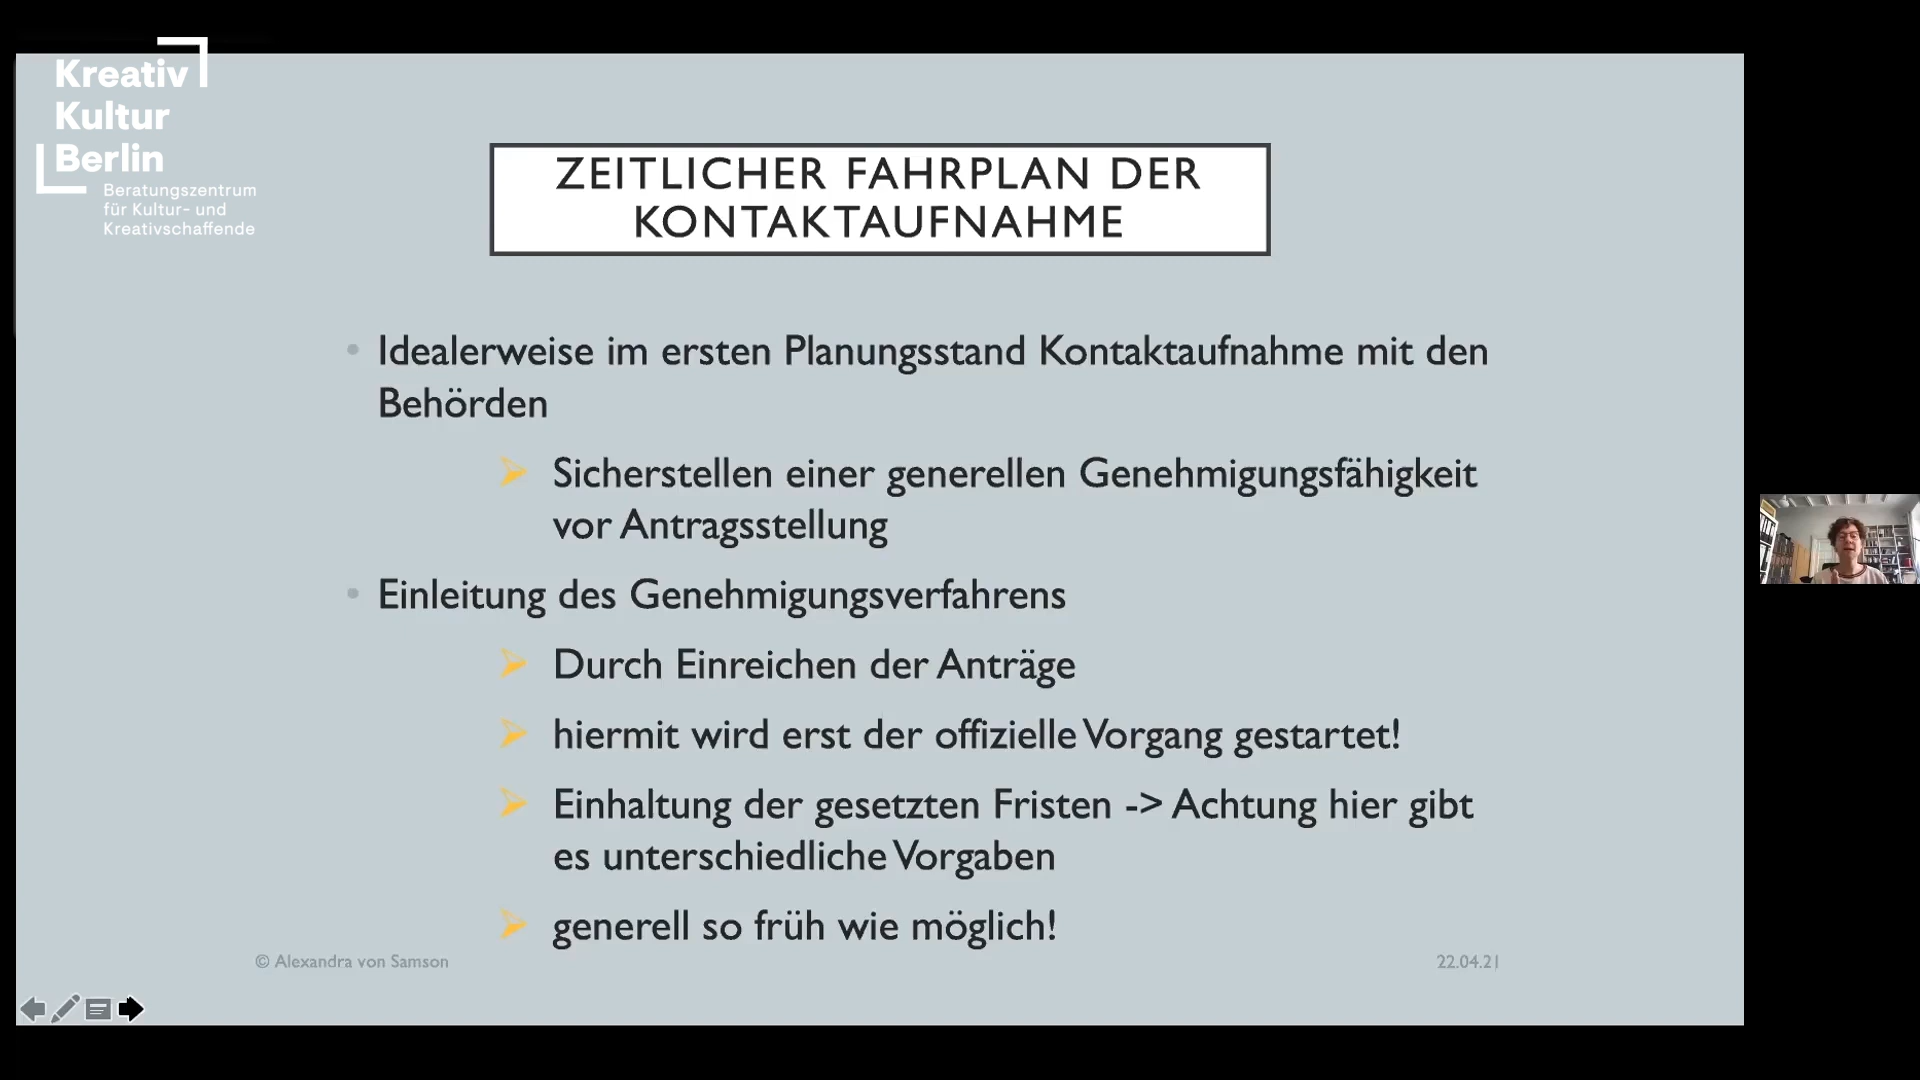 Kreativ
Kultur
Berlin
Beratungszentrum
für Kultur- und
Kreativschaffende
ZEITLICHER FAHRPLAN DER
KONTAKTAUFNAHME
• Idealerweise im ersten Planungsstand Kontaktaufnahme mit den
Behörden
➢ Sicherstellen einer generellen Genehmigungsfähigkeit
vor Antragsstellung
• Einleitung des Genehmigungsverfahrens
➢ Durch Einreichen der Anträge
➢ hiermit wird erst der offizielle Vorgang gestartet!
➢ Einhaltung der gesetzten Fristen -> Achtung hier gibt
es unterschiedliche Vorgaben
➢ generell so früh wie möglich!
© Alexandra von Samson
22.04.21